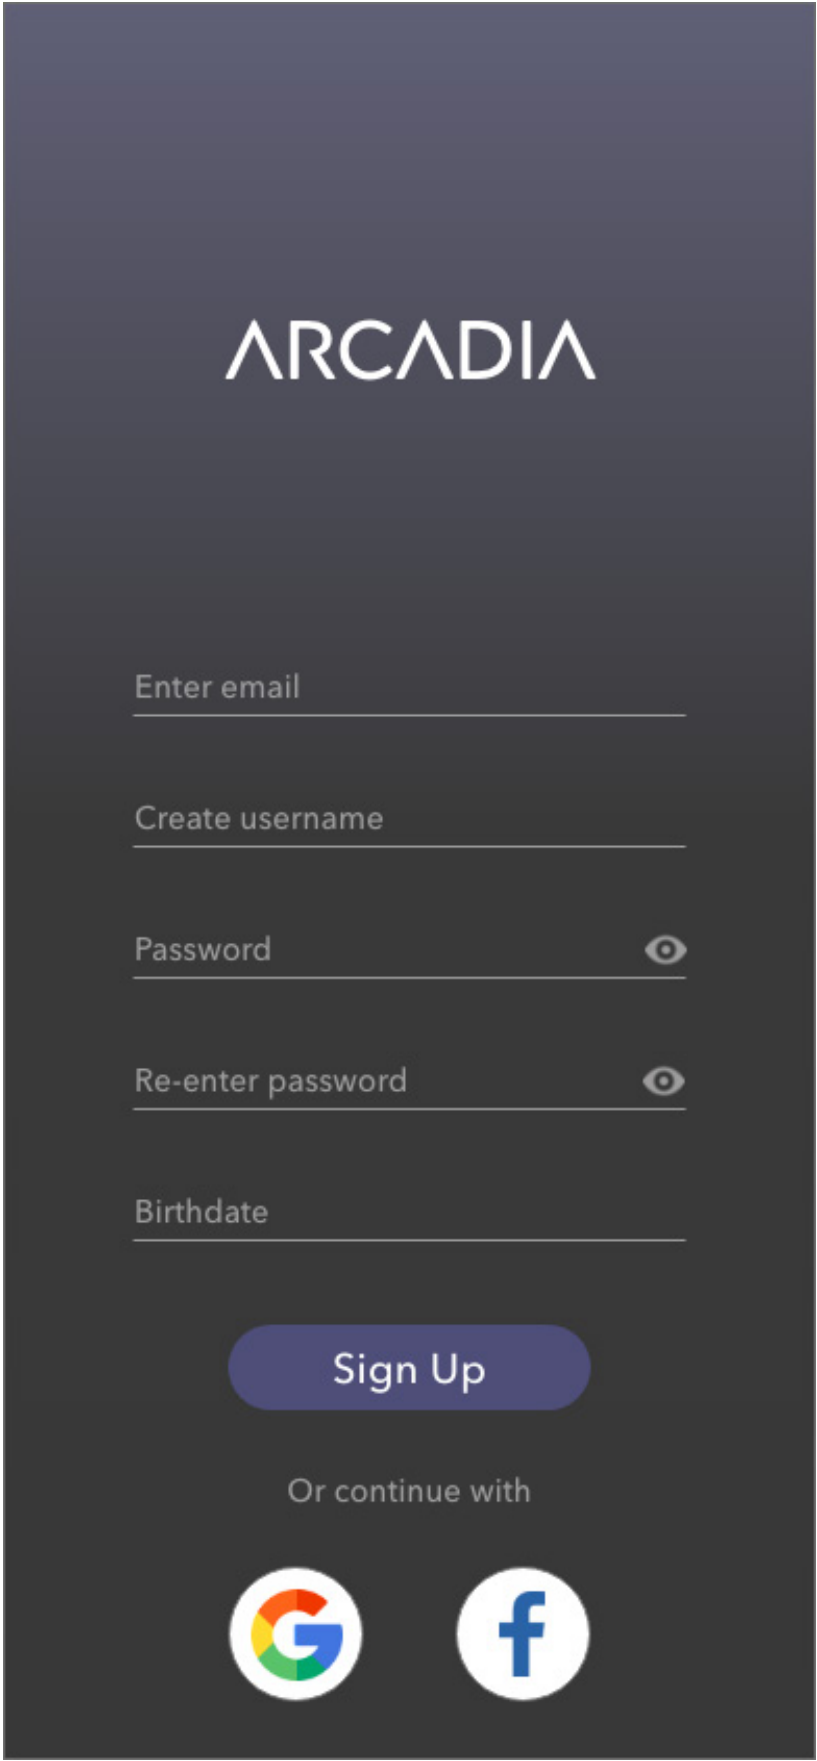 ARCADIA
Enter email
Create username
Password
Re-enter password
Birthdate
Sign Up
Or continue with
G f